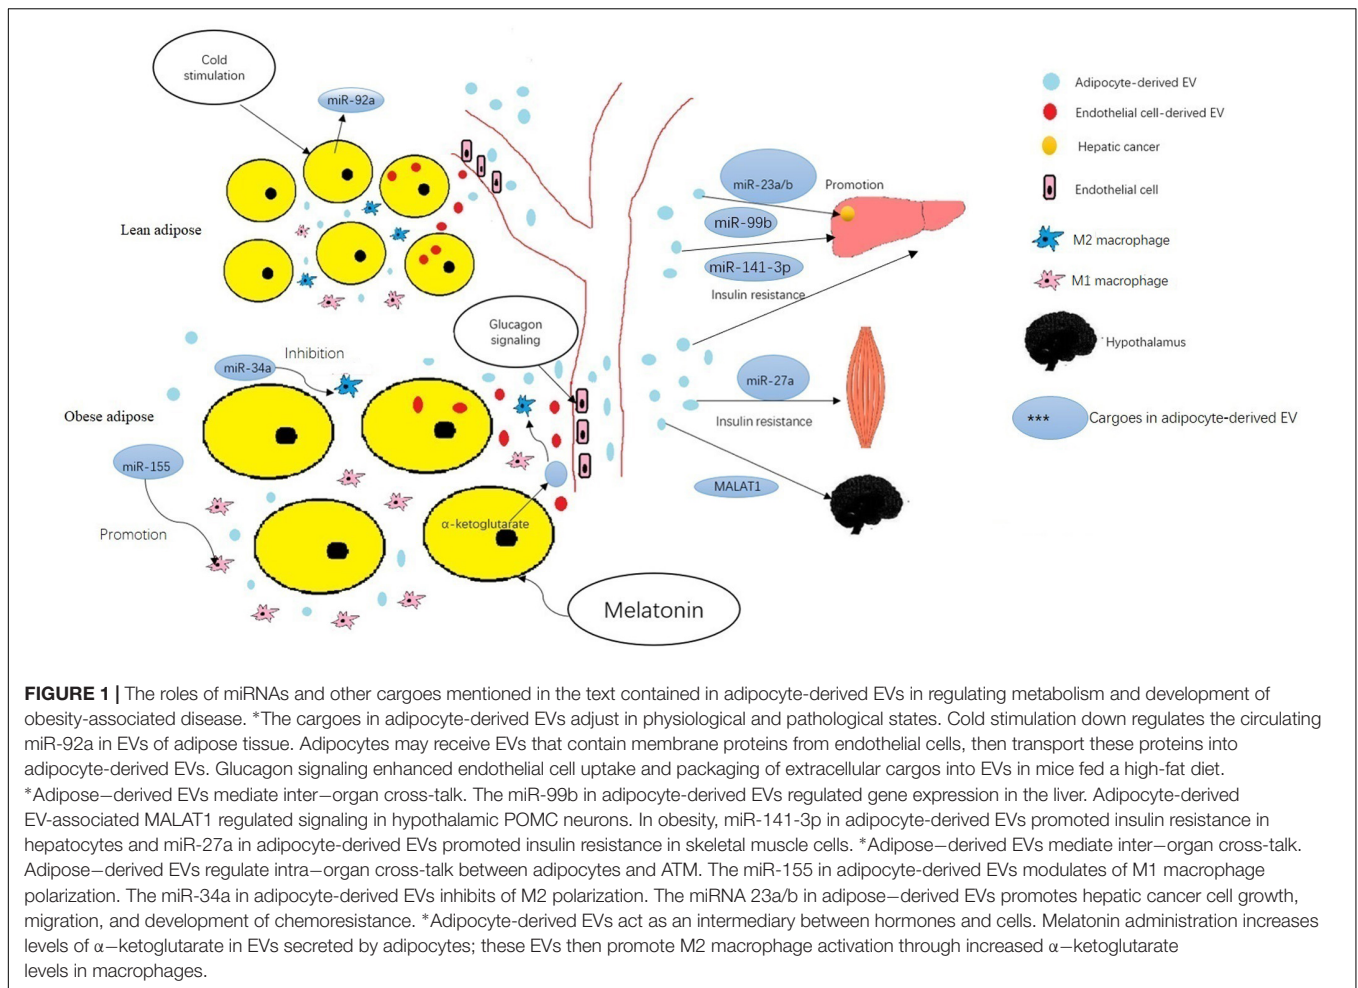 Cold
stimulation
miR-92a
Lean adipose
Glucagon
signaling
miR-34a
Inhibition
Obese adipose
miR-155
Promotion
α-ketoglutarate
Melatonin
miR-23a/b
Promotion
miR-99b
miR-141-3p
Insulin resistance
miR-27a
Insulin resistance
MALAT1
Adipocyte-derived EV
Endothelial cell-derived EV
Hepatic cancer
Endothelial cell
M2 macrophage
M1 macrophage
Hypothalamus
*** Cargoes in adipocyte-derived EV
FIGURE 1 | The roles of miRNAs and other cargoes mentioned in the text contained in adipocyte-derived EVs in regulating metabolism and development of
obesity-associated disease. *The cargoes in adipocyte-derived EVs adjust in physiological and pathological states. Cold stimulation down regulates the circulating
miR-92a in EVs of adipose tissue. Adipocytes may receive EVs that contain membrane proteins from endothelial cells, then transport these proteins into
adipocyte-derived EVs. Glucagon signaling enhanced endothelial cell uptake and packaging of extracellular cargos into EVs in mice fed a high-fat diet.
*Adipose−derived EVs mediate inter−organ cross-talk. The miR-99b in adipocyte-derived EVs regulated gene expression in the liver. Adipocyte-derived
EV-associated MALAT1 regulated signaling in hypothalamic POMC neurons. In obesity, miR-141-3p in adipocyte-derived EVs promoted insulin resistance in
hepatocytes and miR-27a in adipocyte-derived EVs promoted insulin resistance in skeletal muscle cells. *Adipose−derived EVs mediate inter−organ cross-talk.
Adipose−derived EVs regulate intra−organ cross-talk between adipocytes and ATM. The miR-155 in adipocyte-derived EVs modulates of M1 macrophage
polarization. The miR-34a in adipocyte-derived EVs inhibits of M2 polarization. The miRNA 23a/b in adipose−derived EVs promotes hepatic cancer cell growth,
migration, and development of chemoresistance. *Adipocyte-derived EVs act as an intermediary between hormones and cells. Melatonin administration increases
levels of α−ketoglutarate in EVs secreted by adipocytes; these EVs then promote M2 macrophage activation through increased α−ketoglutarate
levels in macrophages.